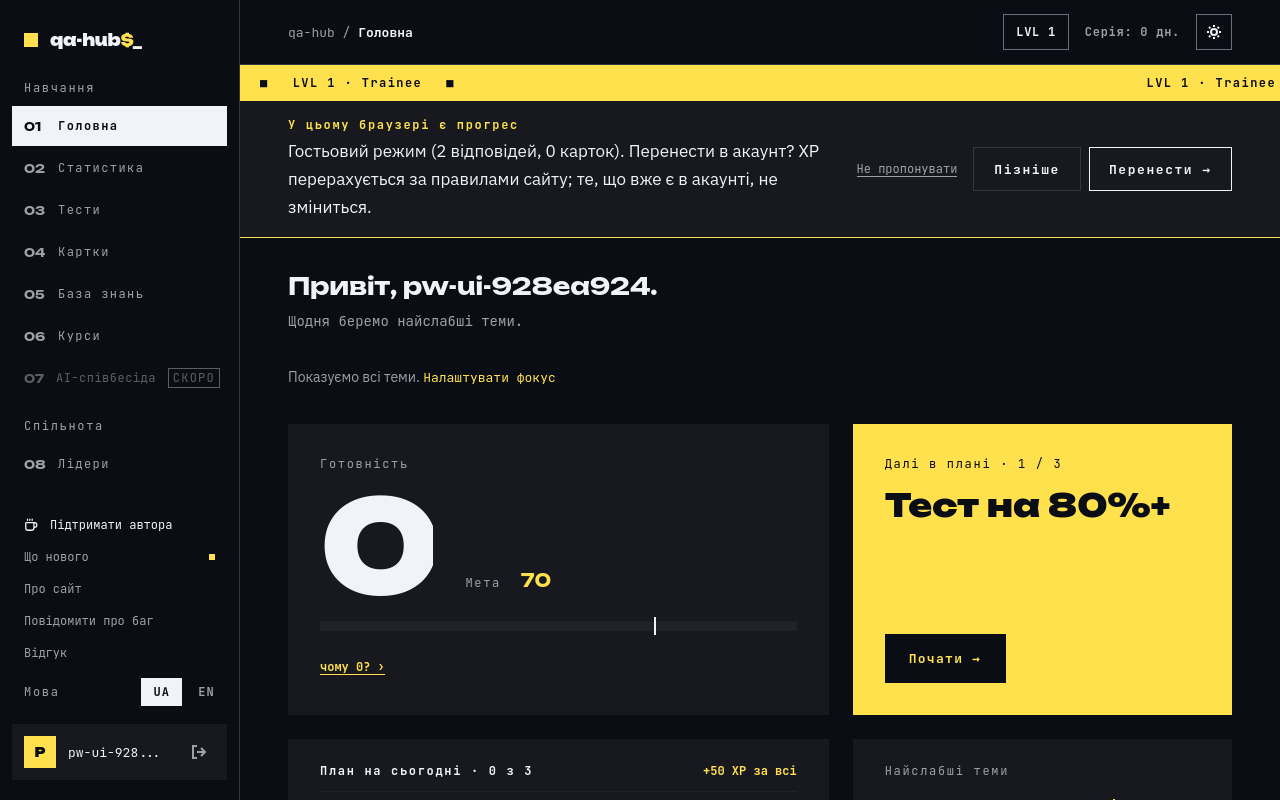 qa-hub$_
Навчання
01 Головна
02 Статистика
03 Тести
04 Картки
05 База знань
06 Курси
07 AI-співбесіда СКОРО
Спільнота
08 Лідери
Підтримати автора
Що нового
Про сайт
Повідомити про баг
Відгук
Мова UA EN
P pw-ui-928...
qa-hub / Головна
LVL 1 Серія: 0 дн.
LVL 1 · Trainee
LVL 1 · Trainee
У цьому браузері є прогрес
Гостьовий режим (2 відповідей, 0 карток). Перенести в акаунт? XP
перерахується за правилами сайту; те, що вже є в акаунті, не
зміниться.
Не пропонувати Пізніше Перенести →
Привіт, pw-ui-928ea924.
Щодня беремо найслабші теми.
Показуємо всі теми. Налаштувати фокус
Готовність
0 Мета 70
чому 0? ›
Далі в плані · 1 / 3
Тест на 80%+
Почати →
План на сьогодні · 0 з 3 +50 XP за всі
Найслабші теми